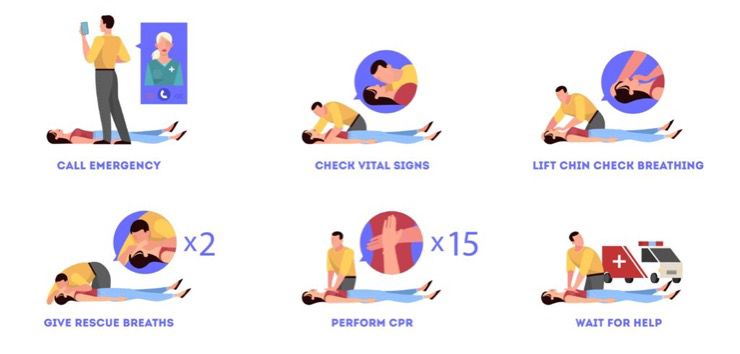 CALL EMERGENCY
CHECK VITAL SIGNS
LIFT CHIN CHECK BREATHING
x2
GIVE RESCUE BREATHS
x15
PERFORM CPR
WAIT FOR HELP